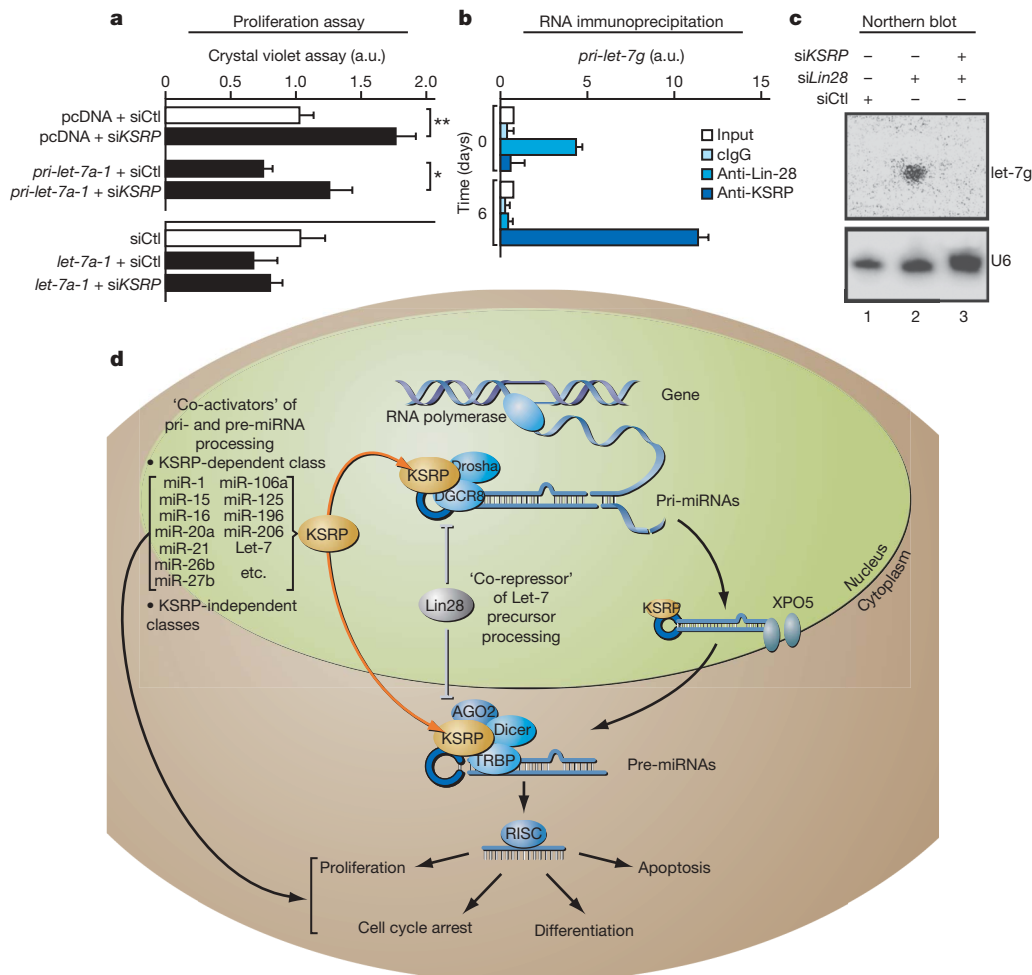 a
Proliferation assay
Crystal violet assay (a.u.)
0 0.5 1.0 1.5 2.0
pcDNA + siCtl
pcDNA + siKSRP
**
pri-let-7a-1 + siCtl
pri-let-7a-1 + siKSRP
*
siCtl
let-7a-1 + siCtl
let-7a-1 + siKSRP
b
RNA immunoprecipitation
pri-let-7g (a.u.)
0 5 10 15
Time (days)
0
6
Input
cIgG
Anti-Lin-28
Anti-KSRP
c
Northern blot
siKSRP – – +
siLin28 – + +
siCtl + – –
let-7g
U6
1 2 3
d
Gene
RNA polymerase
'Co-activators' of
pri- and pre-miRNA
processing
• KSRP-dependent class
miR-1 miR-106a
miR-15 miR-125
miR-16 miR-196
miR-20a miR-206
miR-21 Let-7
miR-26b etc.
miR-27b
• KSRP-independent
classes
KSRP
KSRP
Drosha
DGCR8
Pri-miRNAs
Lin28
'Co-repressor'
of Let-7
precursor
processing
Nucleus
Cytoplasm
KSRP
XPO5
AGO2
KSRP
Dicer
TRBP
Pre-miRNAs
RISC
Proliferation
Apoptosis
Cell cycle arrest
Differentiation